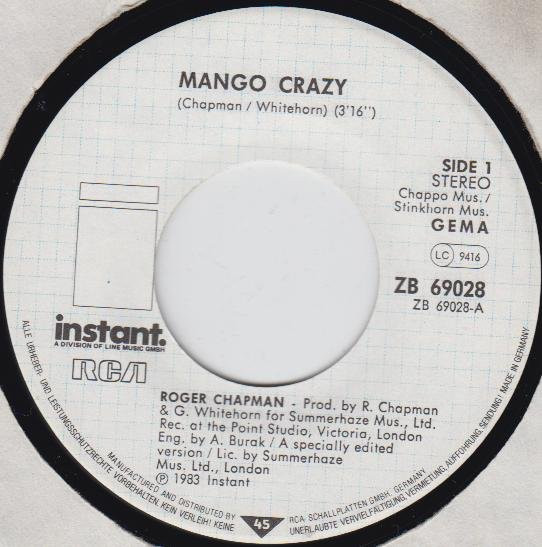 MANGO CRAZY
(Chapman / Whitehorn) (3'16")
SIDE 1
STEREO
Chappo Mus./
Stinkhorn Mus.
GEMA
LC 9416
ZB 69028
ZB 69028-A
instant.
A DIVISION OF LINE MUSIC GMBH
RCA
ROGER CHAPMAN - Prod. by R. Chapman
& G. Whitehorn for Summerhaze Mus., Ltd.
Rec. at the Point Studio, Victoria, London
Eng. by A. Burak / A specially edited
version / Lic. by Summerhaze
Mus. Ltd., London
Ⓟ 1983 Instant
MANUFACTURED AND DISTRIBUTED BY
45
RCA-SCHALLPLATTEN GMBH, GERMANY
ALLE URHEBER- UND LEISTUNGSSCHUTZRECHTE VORBEHALTEN. KEIN VERLEIH! KEINE
UNERLAUBTE VERVIELFÄLTIGUNG, VERMIETUNG, AUFFÜHRUNG, SENDUNG! MADE IN GERMANY